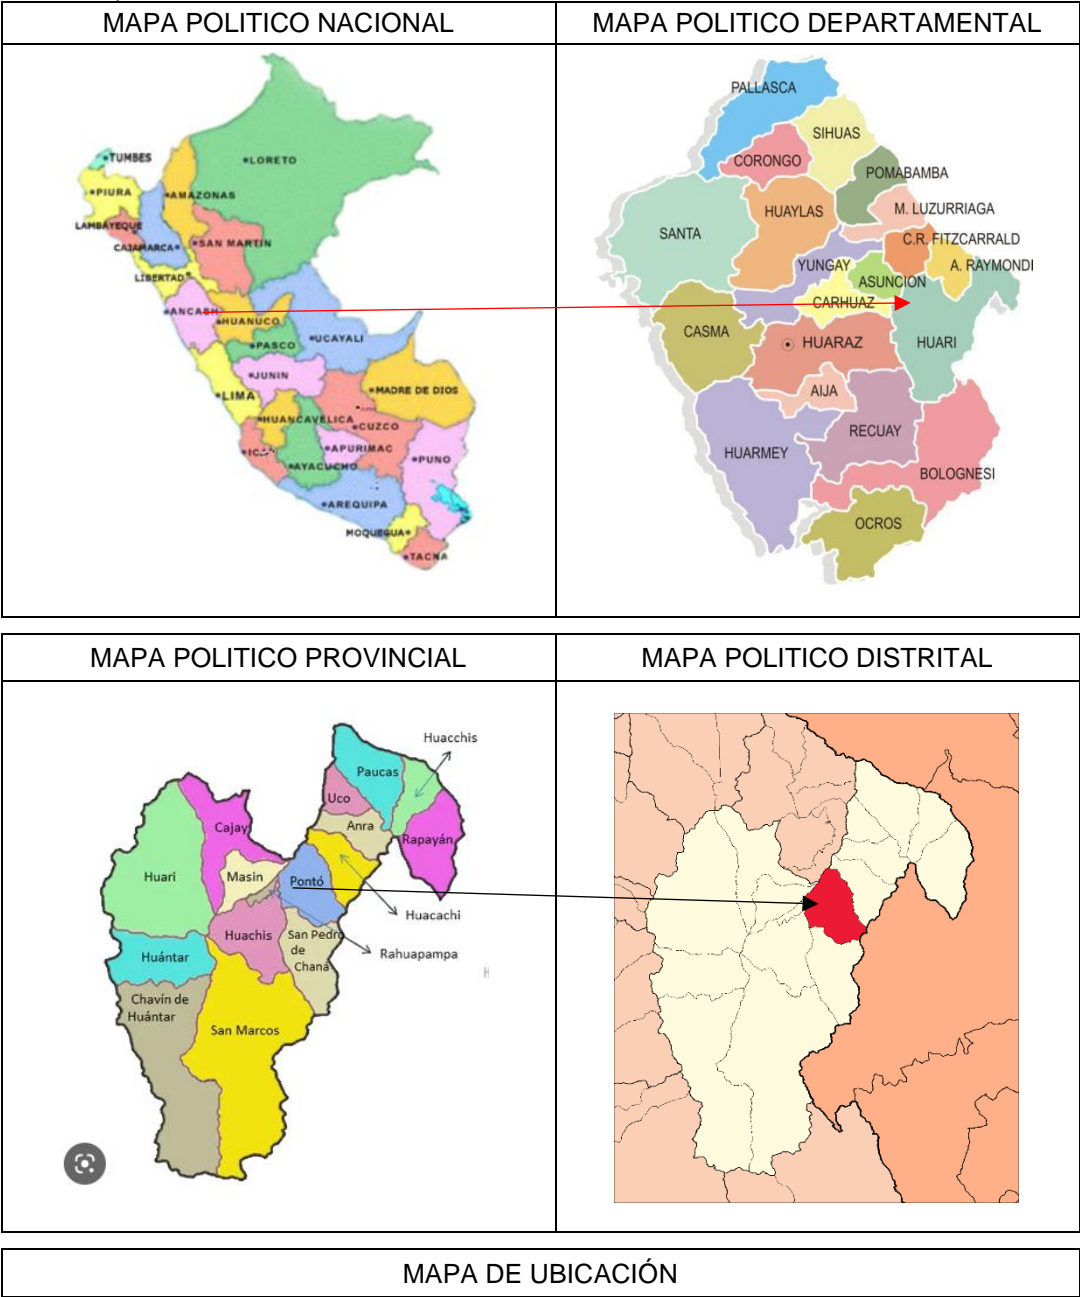 MAPA POLITICO NACIONAL
MAPA POLITICO DEPARTAMENTAL
TUMBES
LORETO
PIURA
AMAZONAS
LAMBAYEQUE
CAJAMARCA
SAN MARTIN
LIBERTAD
ANCASH
HUANUCO
UCAYALI
PASCO
JUNIN
LIMA
MADRE DE DIOS
HUANCAVELICA
CUZCO
APURIMAC
PUNO
AYACUCHO
AREQUIPA
MOQUEGUA
TACNA
PALLASCA
SIHUAS
CORONGO
POMABAMBA
HUAYLAS
M. LUZURRIAGA
SANTA
C.R. FITZCARRALD
YUNGAY
A. RAYMONDI
ASUNCION
CARHUAZ
CASMA
HUARAZ
HUARI
AIJA
RECUAY
HUARMEY
BOLOGNESI
OCROS
MAPA POLITICO PROVINCIAL
MAPA POLITICO DISTRITAL
Huacchis
Paucas
Uco
Anra
Cajay
Rapayán
Huari
Masin
Pontó
Huacachi
Huachis
San Pedro
de
Chaná
Rahuapampa
Huántar
Chavín de
Huántar
San Marcos
H
MAPA DE UBICACIÓN